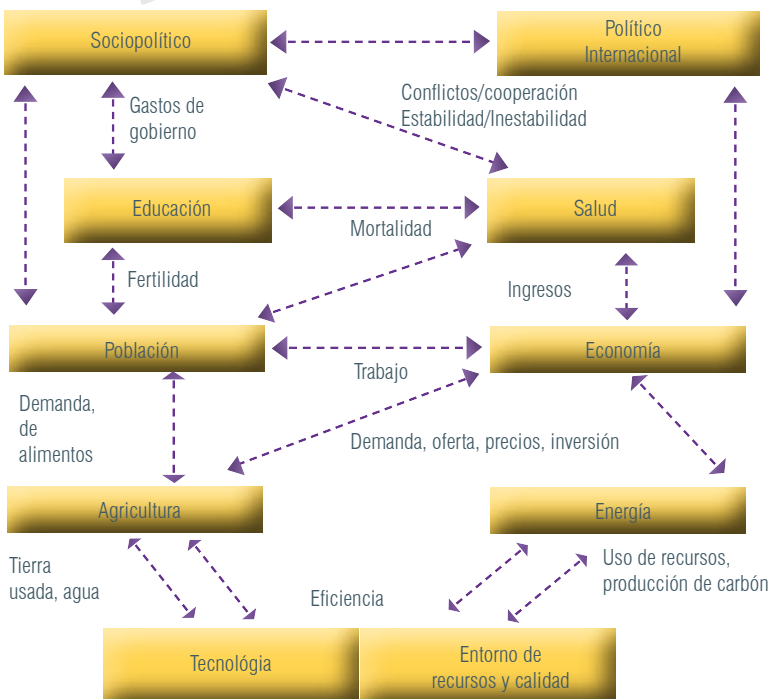 Sociopolítico
Político
Internacional
Gastos de
gobierno
Conflictos/cooperación
Estabilidad/Inestabilidad
Educación
Salud
Mortalidad
Fertilidad
Ingresos
Población
Economía
Trabajo
Demanda,
de
alimentos
Demanda, oferta, precios, inversión
Agricultura
Energía
Tierra
usada, agua
Eficiencia
Uso de recursos,
producción de carbón
Tecnológia
Entorno de
recursos y calidad